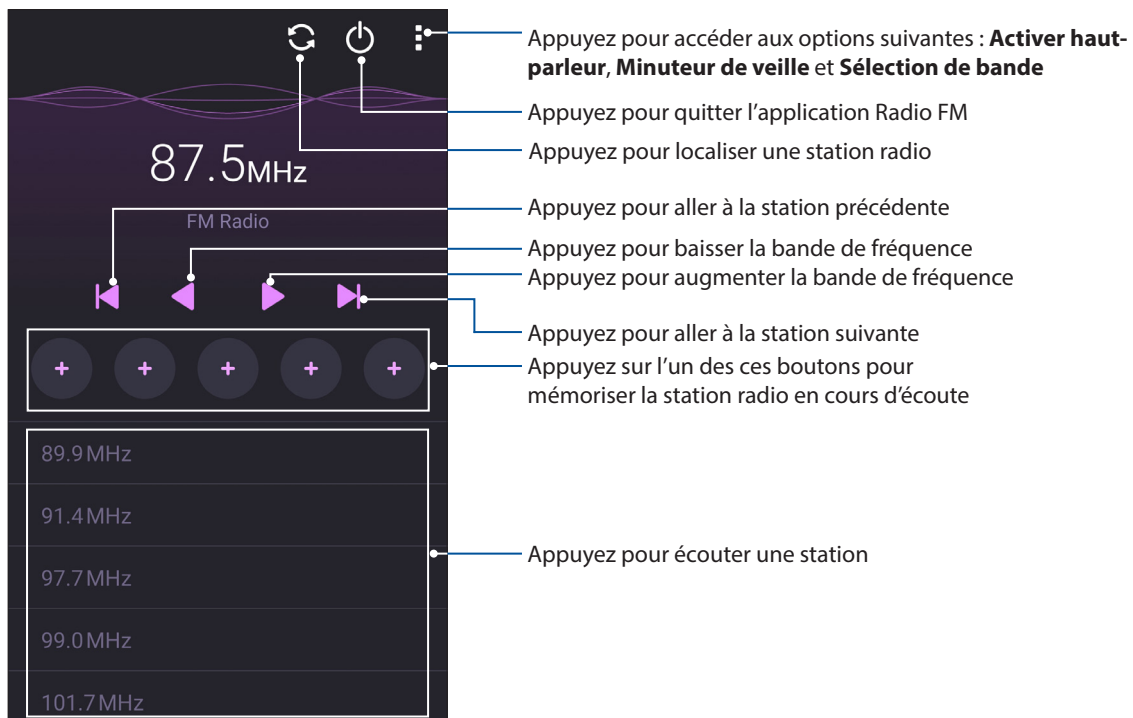 Appuyez pour accéder aux options suivantes : Activer haut-
parleur, Minuteur de veille et Sélection de bande
Appuyez pour quitter l'application Radio FM
Appuyez pour localiser une station radio
87.5MHz
FM Radio
Appuyez pour aller à la station précédente
Appuyez pour baisser la bande de fréquence
Appuyez pour augmenter la bande de fréquence
Appuyez pour aller à la station suivante
Appuyez sur l'un des ces boutons pour
mémoriser la station radio en cours d'écoute
+ + + + +
89.9MHz
91.4MHz
97.7MHz
99.0MHz
101.7MHz
Appuyez pour écouter une station